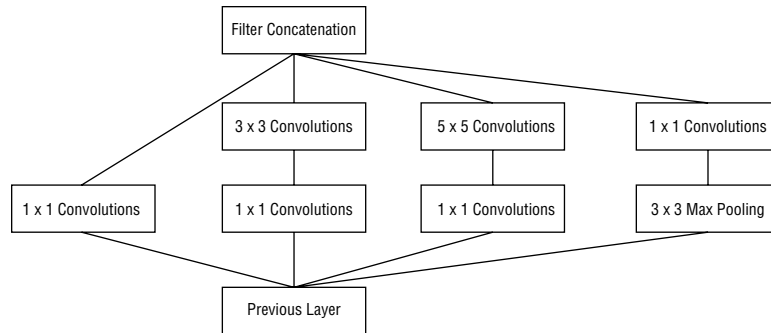 Filter Concatenation
3 x 3 Convolutions
5 x 5 Convolutions
1 x 1 Convolutions
1 x 1 Convolutions
1 x 1 Convolutions
1 x 1 Convolutions
3 x 3 Max Pooling
Previous Layer